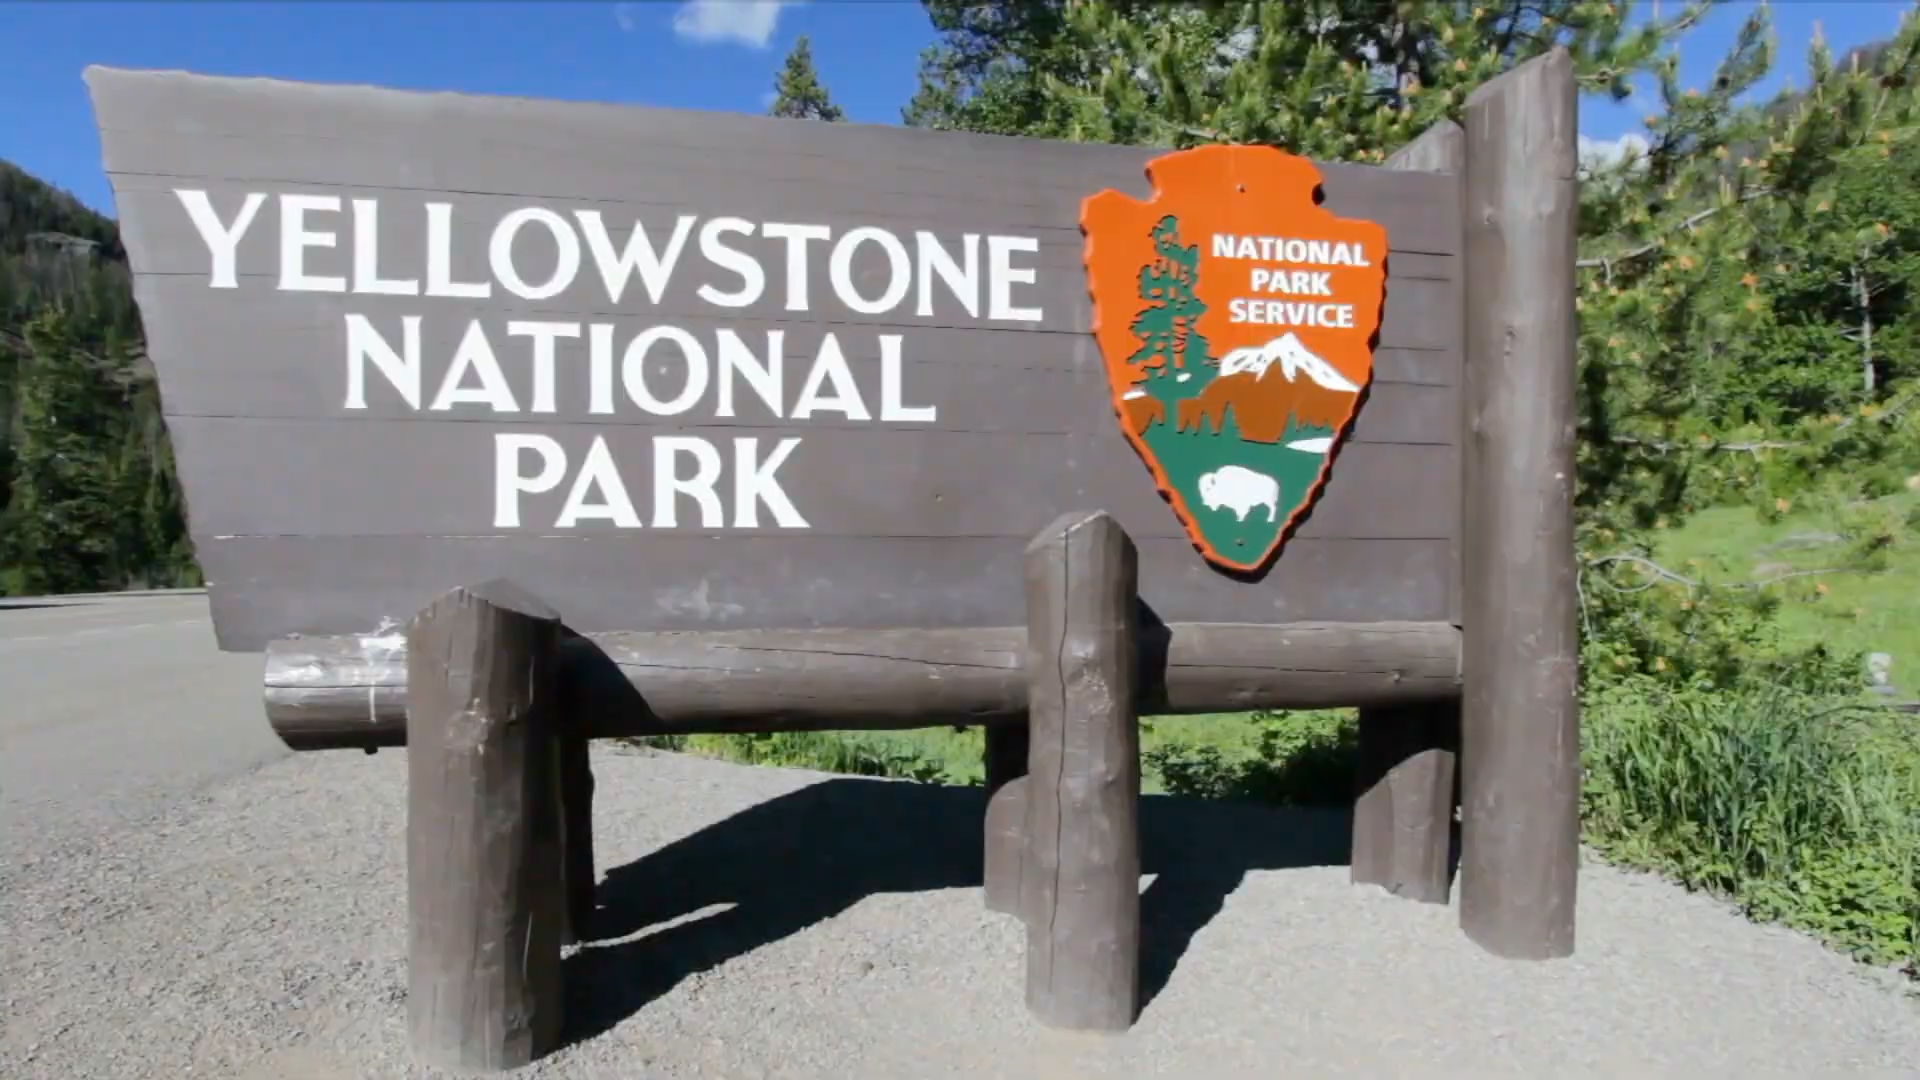 YELLOWSTONE
NATIONAL
PARK
NATIONAL
PARK
SERVICE